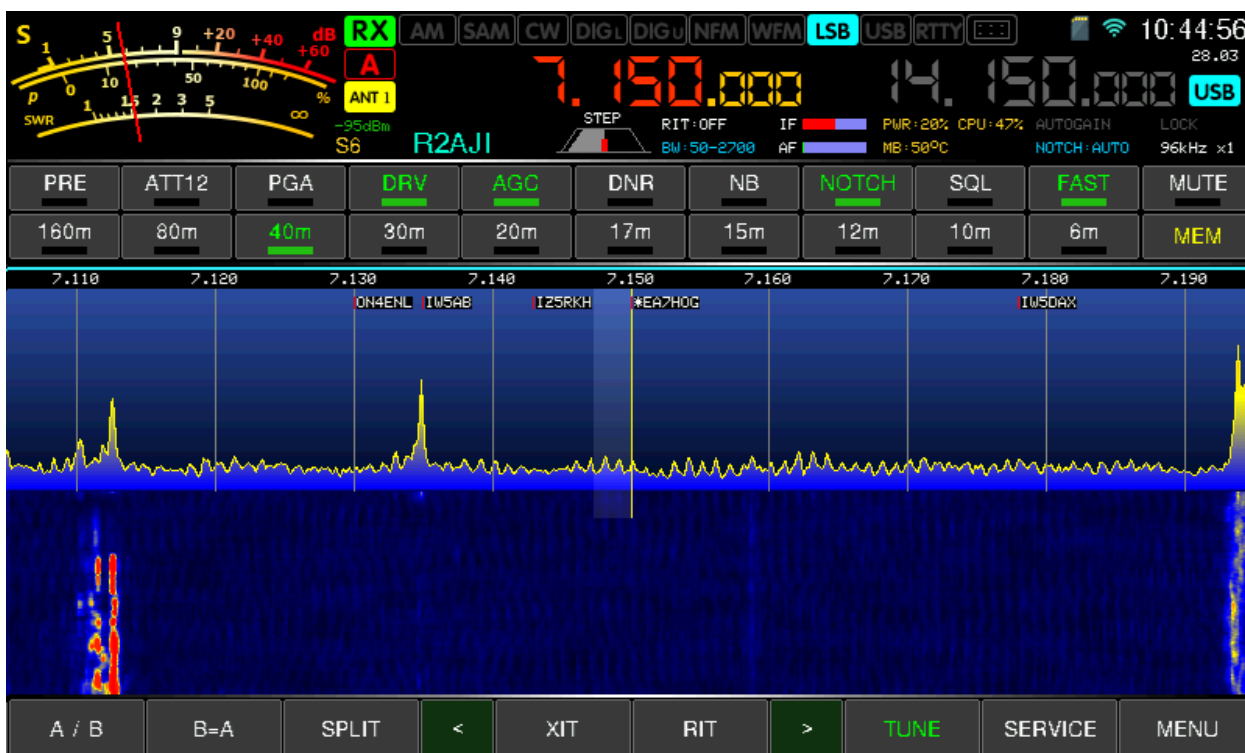 S 1 5 9 +20 +40 +60 dB RX AM SAM CW DIGL DIGU NFM WFM LSB USB RTTY 10:44:56
28.03
P 0 10 50 100 % A 7.150.000 14.150.000 USB
SWR 1 1.5 2 3 5 ∞ ANT 1
-95dBm STEP RIT:OFF IF PWR:20% CPU:47% AUTOGAIN LOCK
S6 R2AJI BW:50-2700 AF MB:50ºC NOTCH:AUTO 96kHz x1
PRE ATT12 PGA DRV AGC DNR NB NOTCH SQL FAST MUTE
160m 80m 40m 30m 20m 17m 15m 12m 10m 6m MEM
7.110 7.120 7.130 7.140 7.150 7.160 7.170 7.180 7.190
ON4ENL IW5AB IZ5RKH *EA7HOG IW5DAX
A / B B=A SPLIT < XIT RIT > TUNE SERVICE MENU